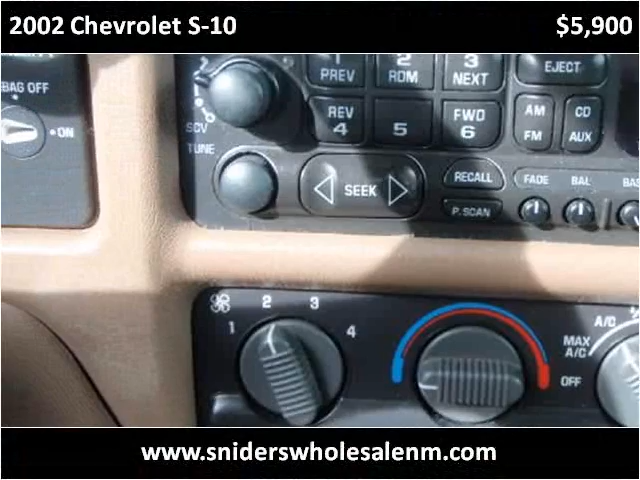 2002 Chevrolet S-10 $5,900
BAG OFF
ON
1 PREV
2 RDM
3 NEXT
EJECT
REV 4
5
FWD 6
AM FM
CD AUX
SCV
TUNE
SEEK
RECALL
P.SCAN
FADE BAL BAS
1 2 3 4
A/C
MAX A/C
OFF
www.sniderswholesalenm.com